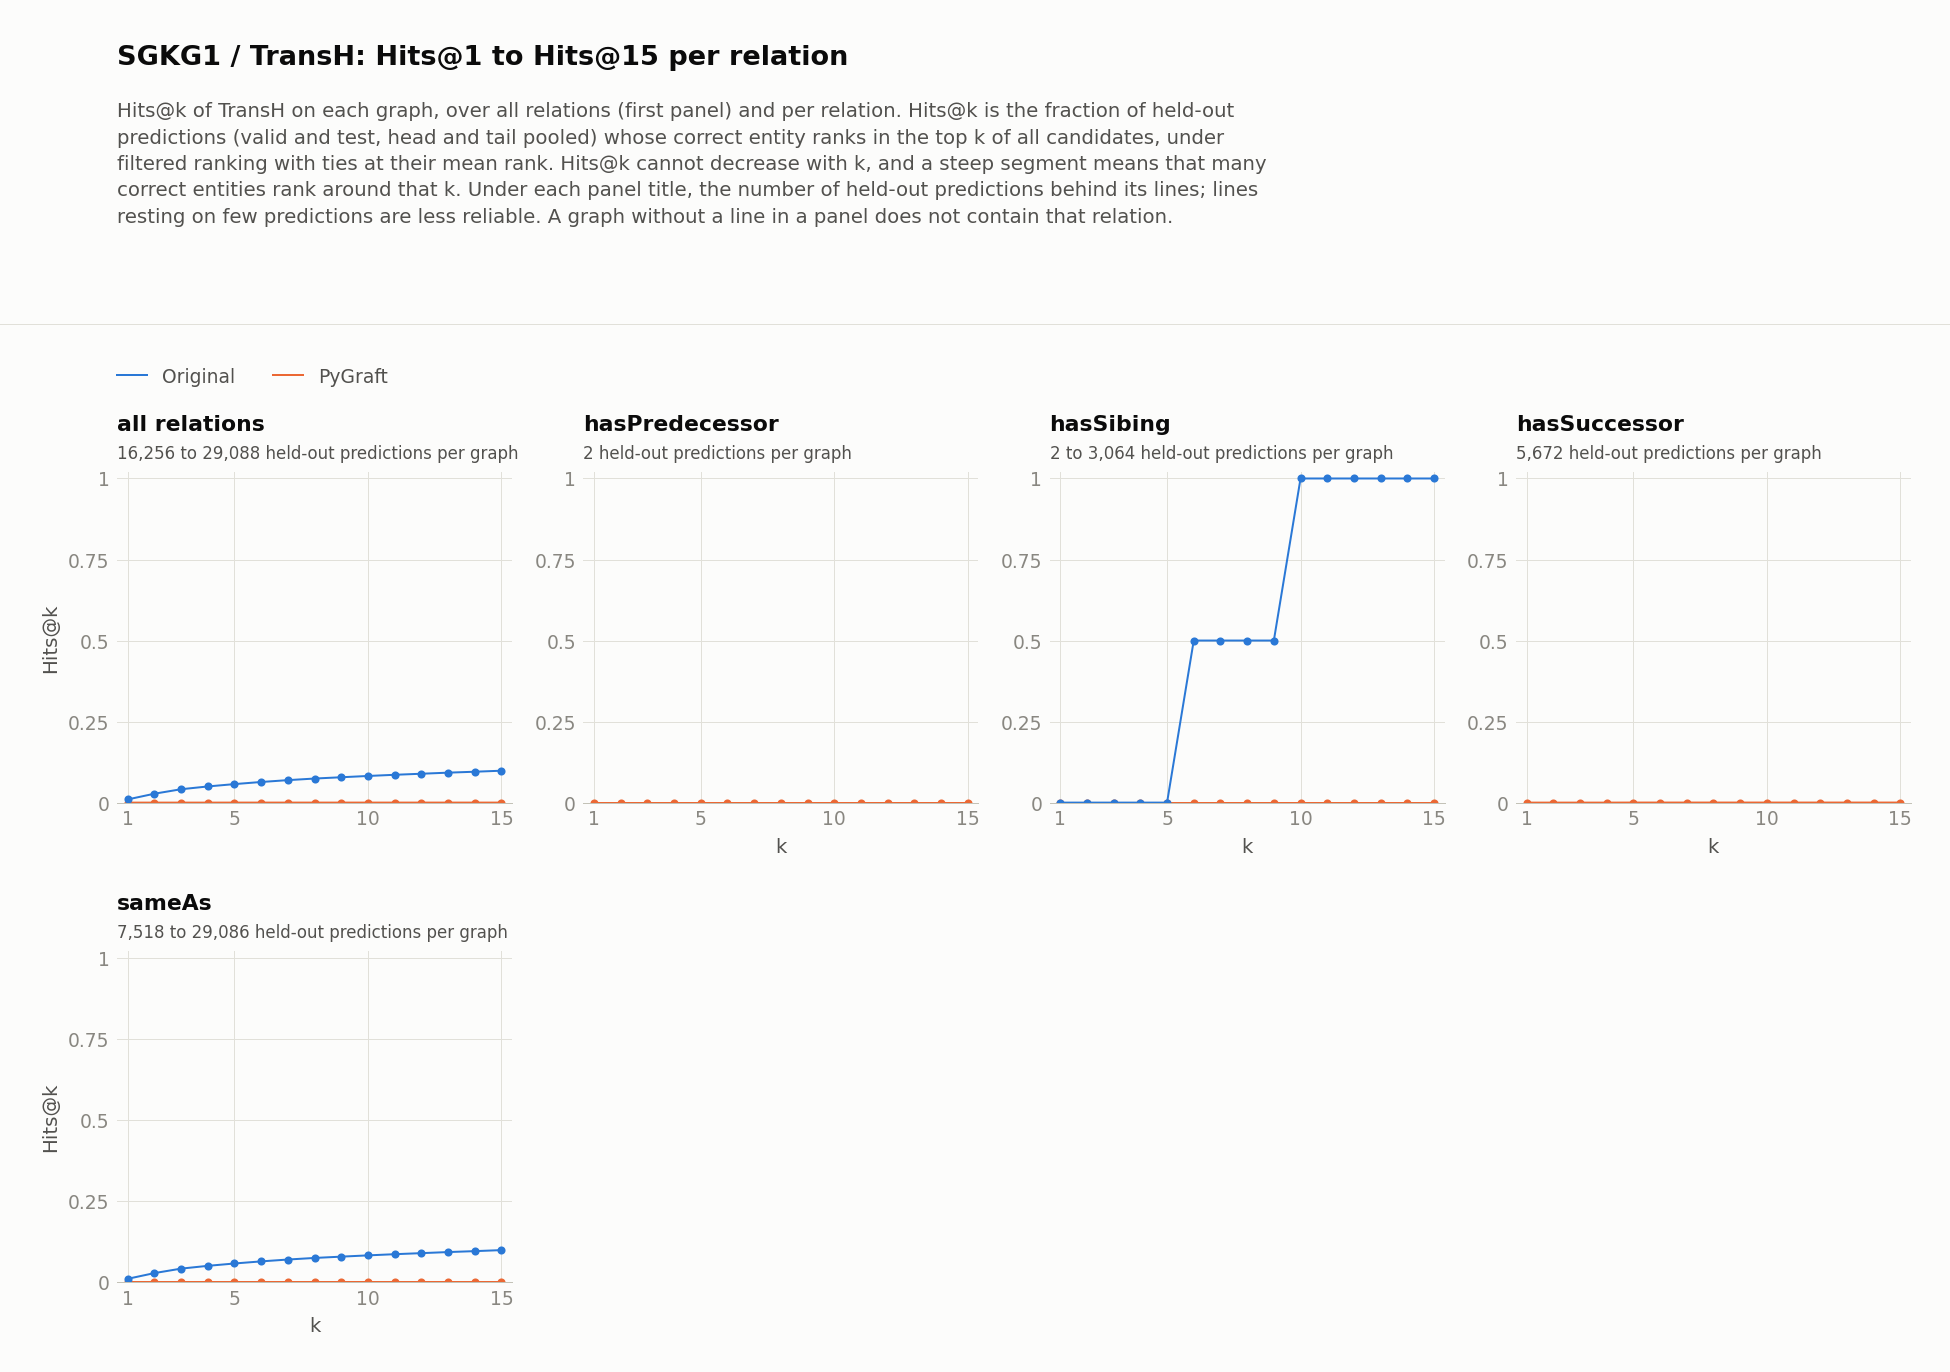 SGKG1 / TransH: Hits@1 to Hits@15 per relation
Hits@k of TransH on each graph, over all relations (first panel) and per relation. Hits@k is the fraction of held-out
predictions (valid and test, head and tail pooled) whose correct entity ranks in the top k of all candidates, under
filtered ranking with ties at their mean rank. Hits@k cannot decrease with k, and a steep segment means that many
correct entities rank around that k. Under each panel title, the number of held-out predictions behind its lines; lines
resting on few predictions are less reliable. A graph without a line in a panel does not contain that relation.
Original PyGraft
all relations
16,256 to 29,088 held-out predictions per graph
1
0.75
0.5
0.25
0
Hits@k
1 5 10 15
hasPredecessor
2 held-out predictions per graph
1
0.75
0.5
0.25
0
1 5 10 15
k
hasSibing
2 to 3,064 held-out predictions per graph
1
0.75
0.5
0.25
0
1 5 10 15
k
hasSuccessor
5,672 held-out predictions per graph
1
0.75
0.5
0.25
0
1 5 10 15
k
sameAs
7,518 to 29,086 held-out predictions per graph
1
0.75
0.5
0.25
0
Hits@k
1 5 10 15
k